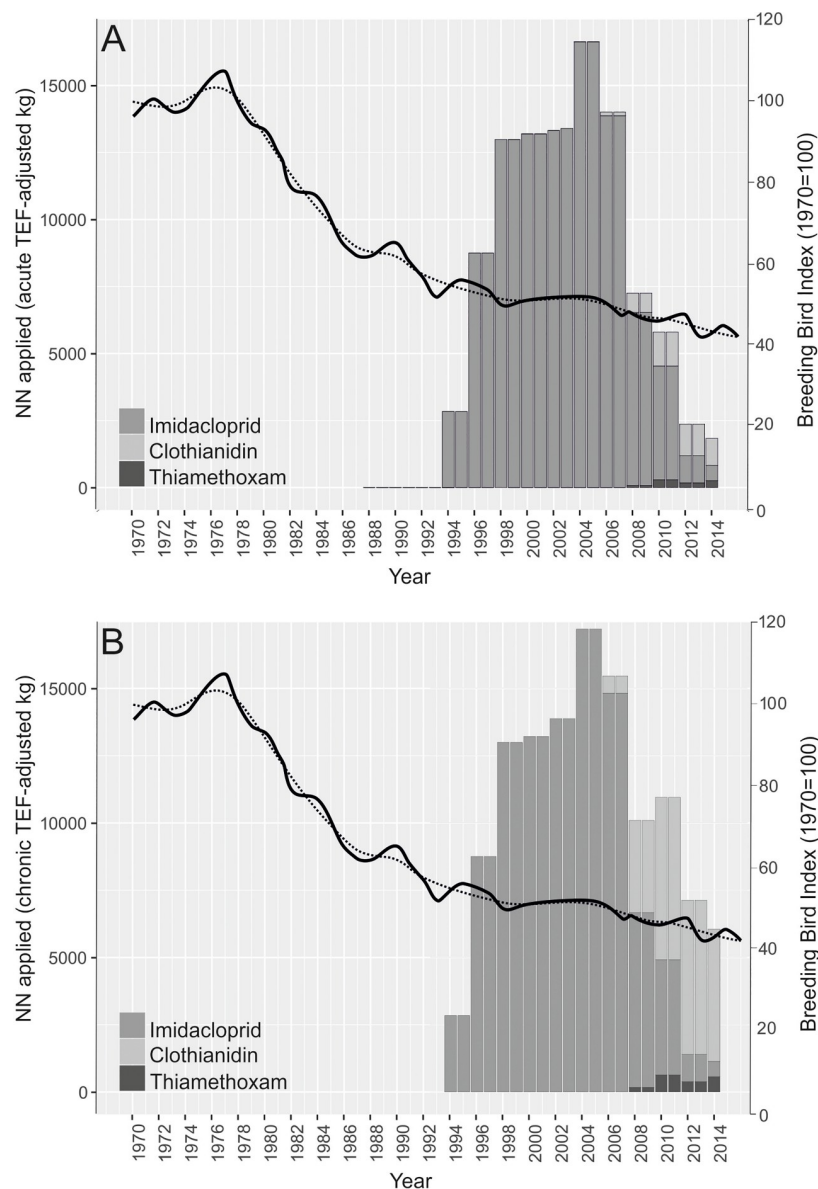 A
NN applied (acute TEF-adjusted kg)
15000
10000
5000
0
Imidacloprid
Clothianidin
Thiamethoxam
120
100
80
60
40
20
0
Breeding Bird Index (1970=100)
1970 1972 1974 1976 1978 1980 1982 1984 1986 1988 1990 1992 1994 1996 1998 2000 2002 2004 2006 2008 2010 2012 2014
Year
B
NN applied (chronic TEF-adjusted kg)
15000
10000
5000
0
Imidacloprid
Clothianidin
Thiamethoxam
120
100
80
60
40
20
0
Breeding Bird Index (1970=100)
1970 1972 1974 1976 1978 1980 1982 1984 1986 1988 1990 1992 1994 1996 1998 2000 2002 2004 2006 2008 2010 2012 2014
Year